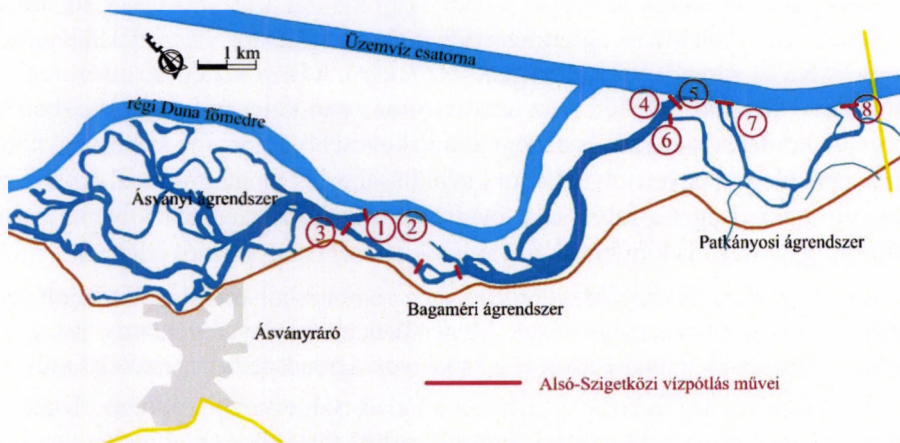 Üzemvíz csatorna
1 km
régi Duna főmedre
Ásványi ágrendszer
4
5
6
7
8
3
1
2
Patkányosi ágrendszer
Bagaméri ágrendszer
Ásványráró
Alsó-Szigetközi vízpótlás művei